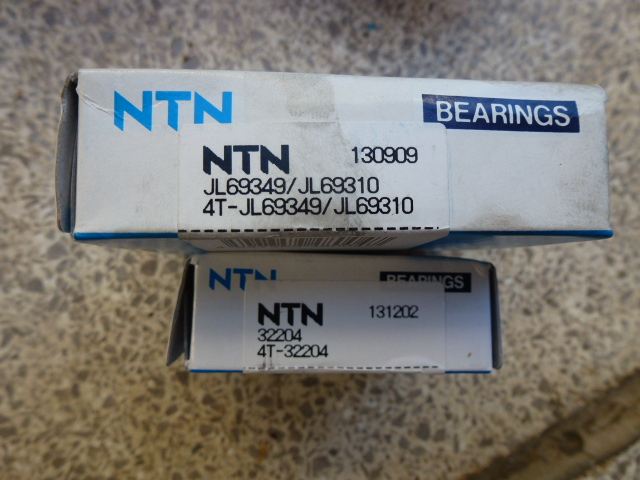 NTN BEARINGS
NTN 130909
JL69349/JL69310
4T-JL69349/JL69310
NTN BEARINGS
NTN 131202
32204
4T-32204